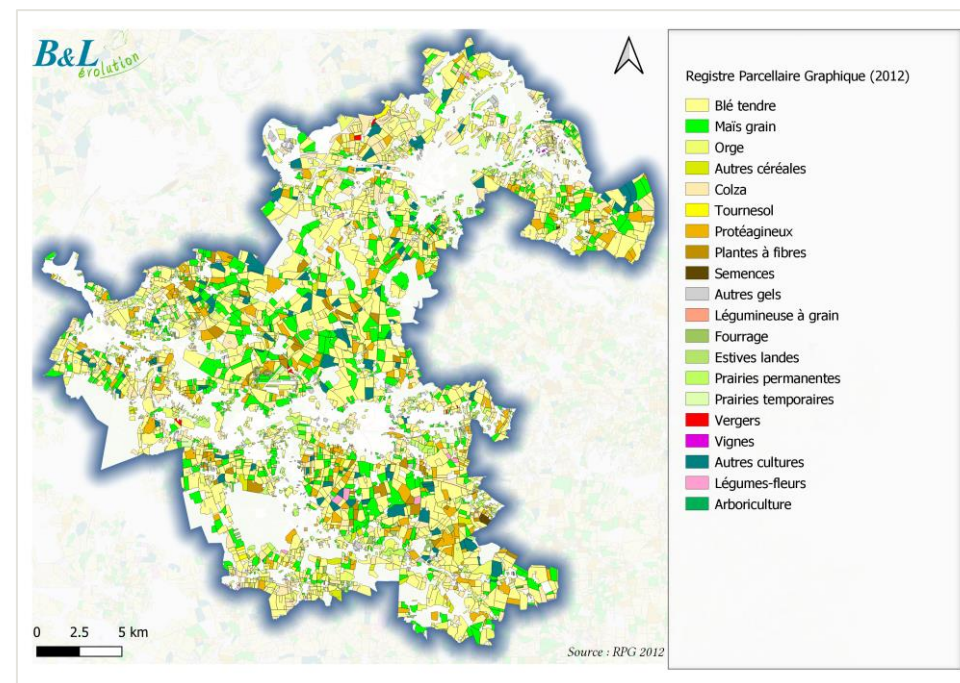 B&L
évolution
Registre Parcellaire Graphique (2012)
Blé tendre
Maïs grain
Orge
Autres céréales
Colza
Tournesol
Protéagineux
Plantes à fibres
Semences
Autres gels
Légumineuse à grain
Fourrage
Estives landes
Prairies permanentes
Prairies temporaires
Vergers
Vignes
Autres cultures
Légumes-fleurs
Arboriculture
0 2.5 5 km
Source : RPG 2012